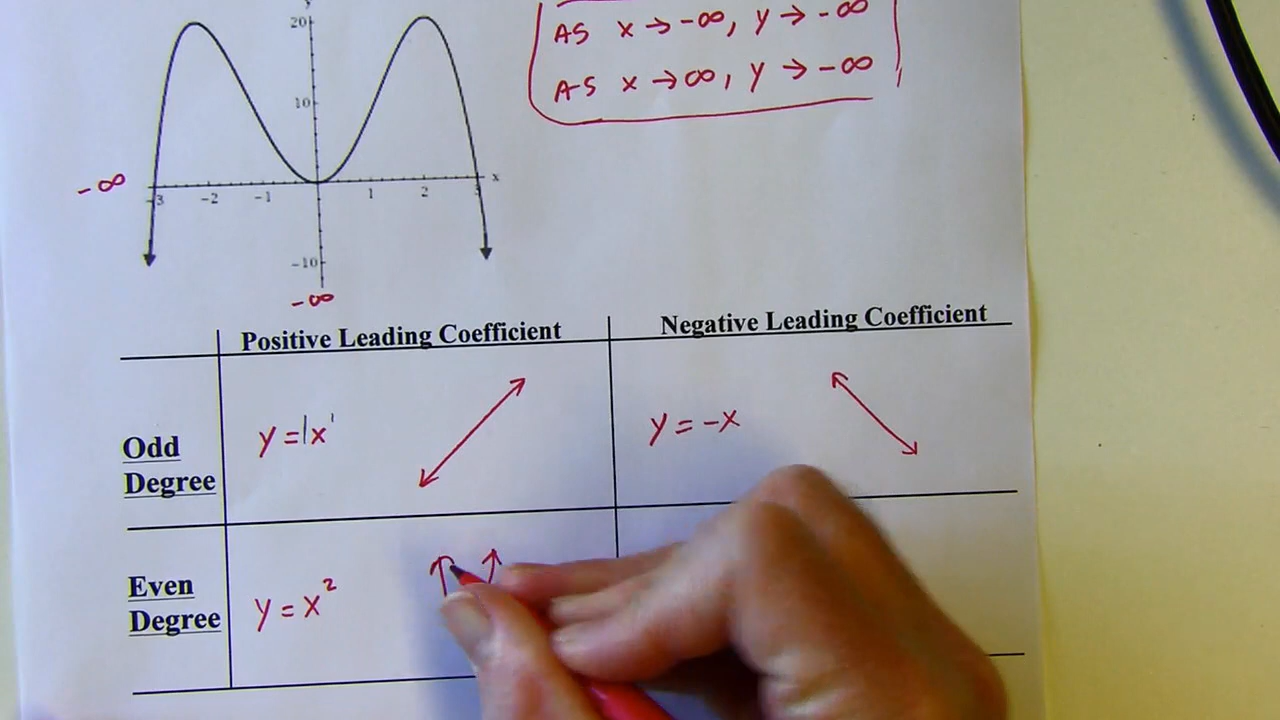 y
20
AS x → -∞, y → -∞
AS x → ∞, y → -∞
10
-∞
-3 -2 -1 1 2 3 x
-10
-∞
Positive Leading Coefficient
Negative Leading Coefficient
Odd
Degree
y = 1x¹
y = -x
Even
Degree
y = x²